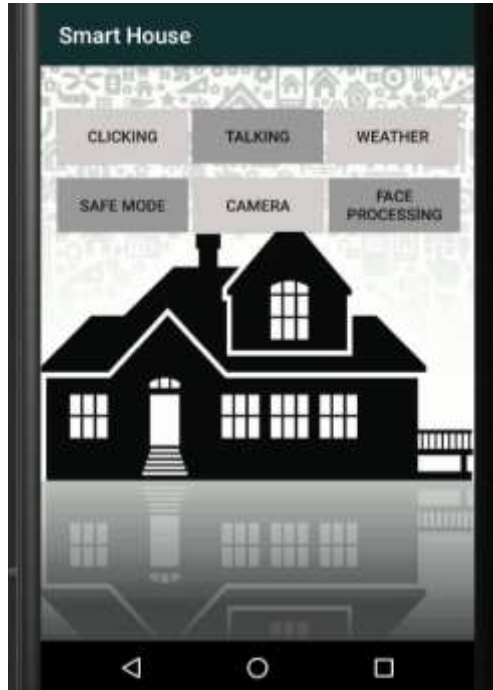 Smart House
CLICKING
TALKING
WEATHER
SAFE MODE
CAMERA
FACE
PROCESSING